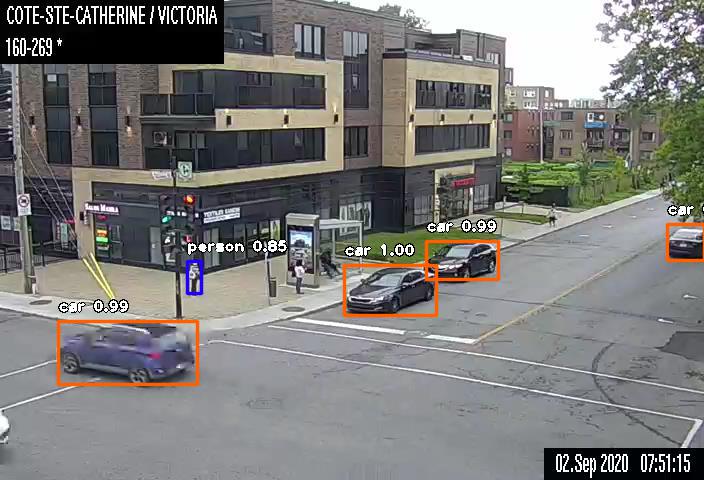 COTE-STE-CATHERINE / VICTORIA
160-269 *
person 0.85
car 0.99
car 1.00
car 0.99
car
02.Sep 2020 07:51:15